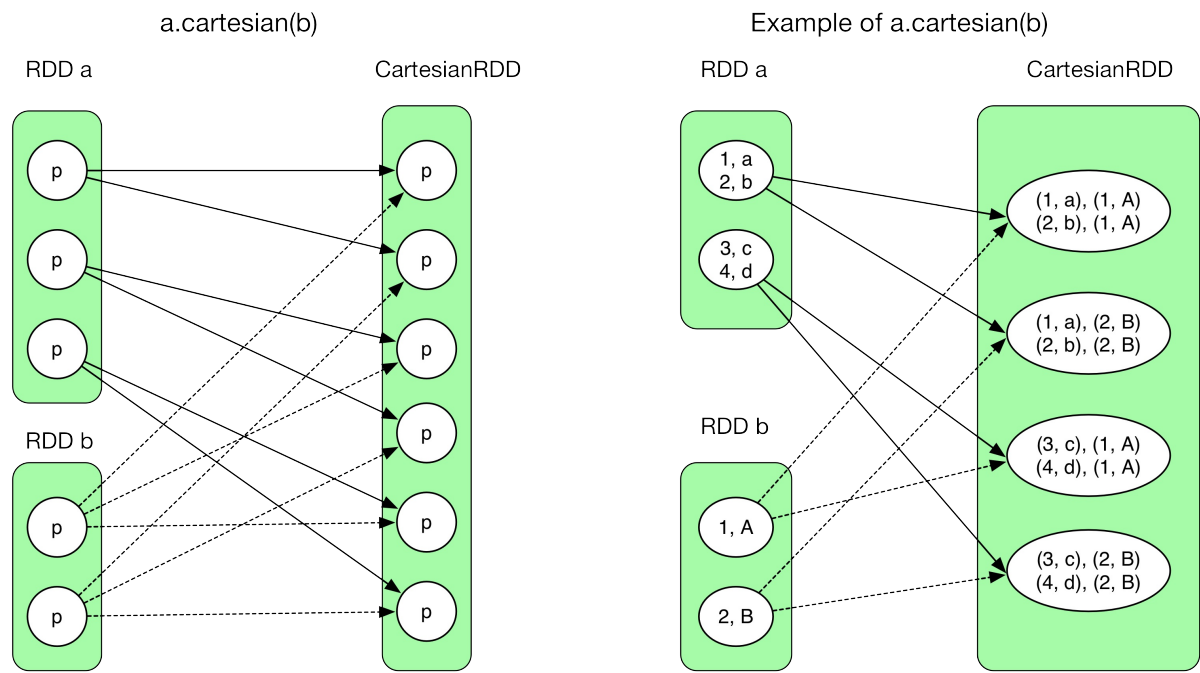 a.cartesian(b)
RDD a
CartesianRDD
p
p
p
RDD b
p
p
p
p
p
p
p
p
Example of a.cartesian(b)
RDD a
CartesianRDD
1, a
2, b
3, c
4, d
RDD b
1, A
2, B
(1, a), (1, A)
(2, b), (1, A)
(1, a), (2, B)
(2, b), (2, B)
(3, c), (1, A)
(4, d), (1, A)
(3, c), (2, B)
(4, d), (2, B)